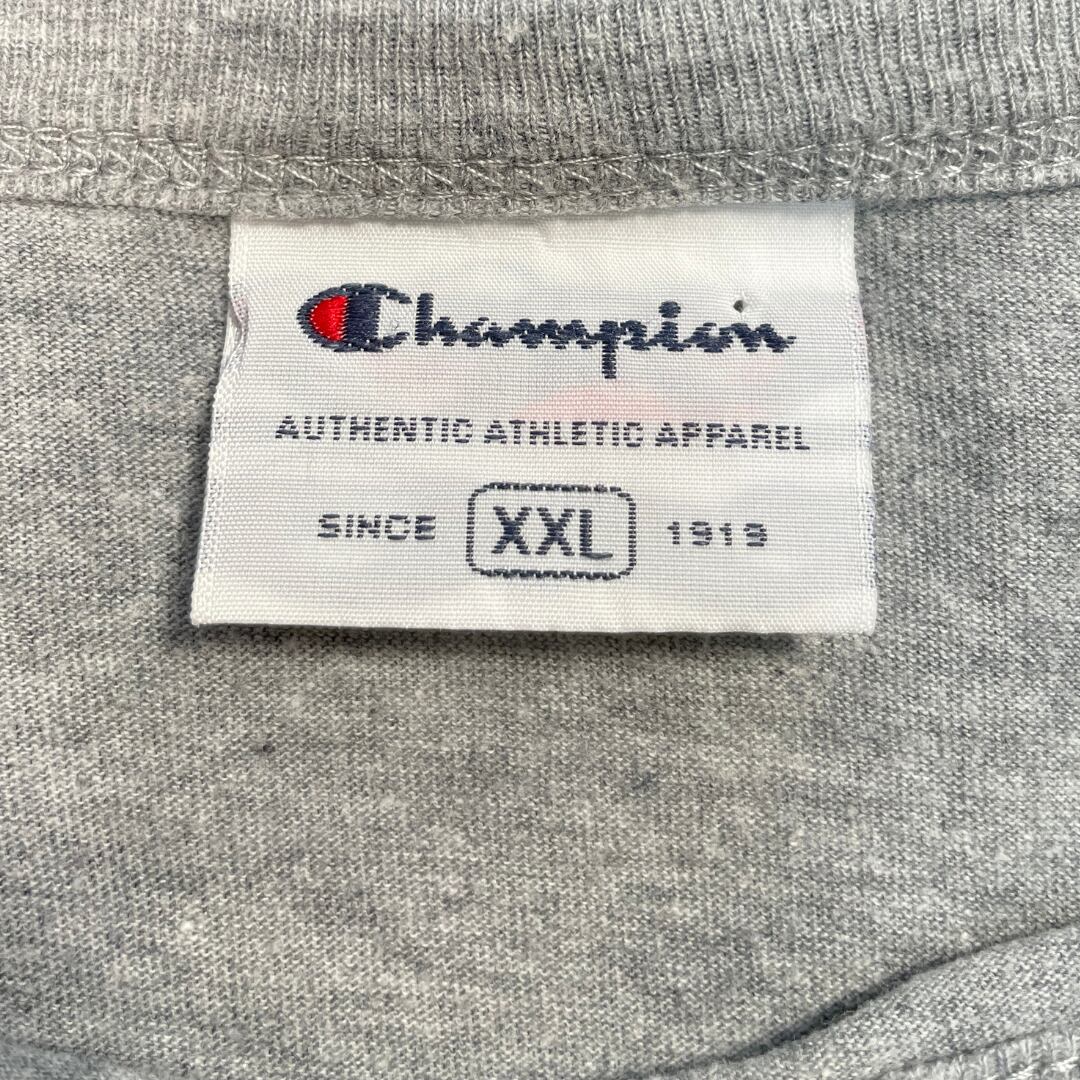 Champion
AUTHENTIC ATHLETIC APPAREL
SINCE XXL 1919